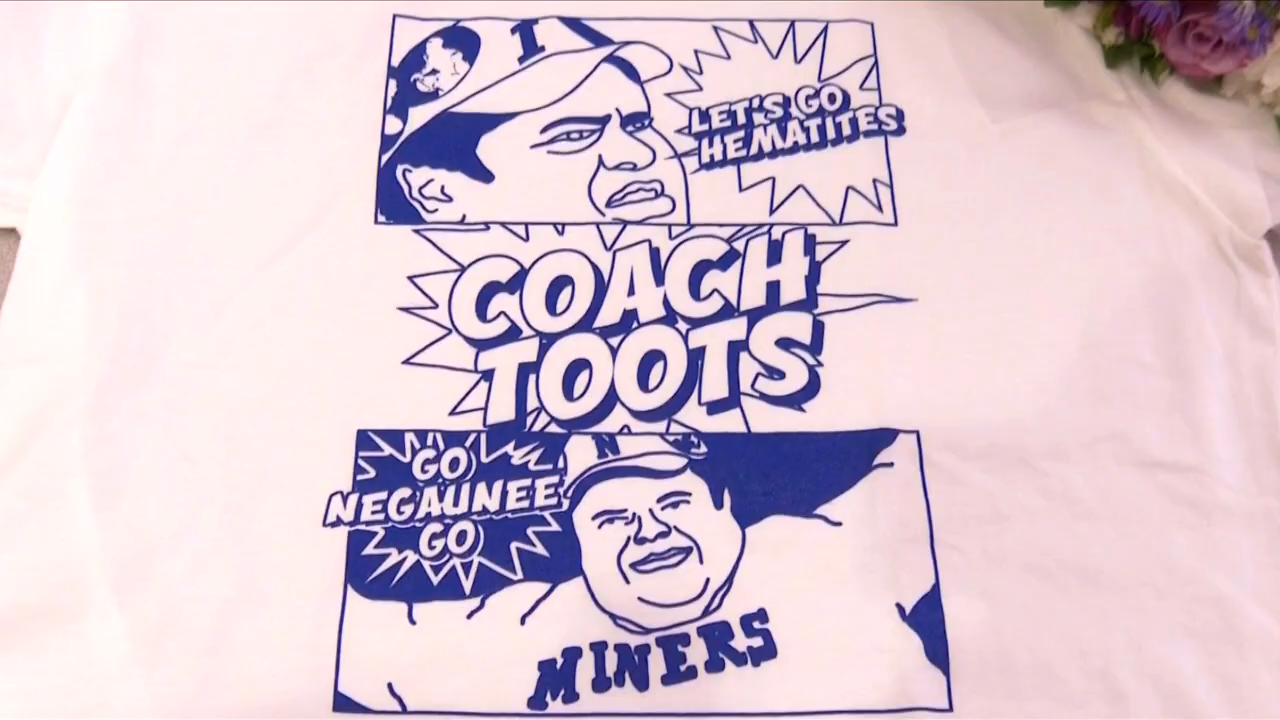 I
LET'S GO
HEMATITES
COACH
TOOTS
N
GO
NEGAUNEE
GO
MINERS